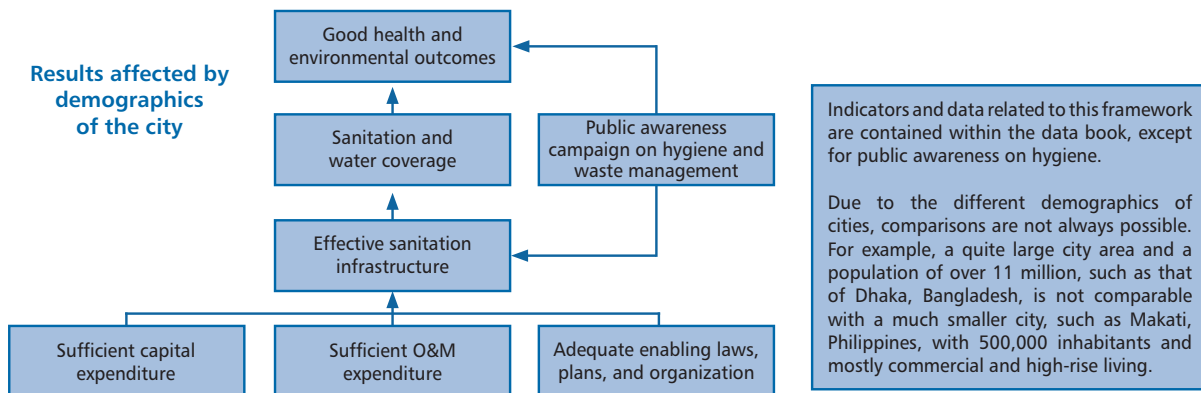 Good health and
environmental outcomes
Results affected by
demographics
of the city
Sanitation and
water coverage
Public awareness
campaign on hygiene and
waste management
Effective sanitation
infrastructure
Sufficient capital
expenditure
Sufficient O&M
expenditure
Adequate enabling laws,
plans, and organization
Indicators and data related to this framework
are contained within the data book, except
for public awareness on hygiene.
Due to the different demographics of
cities, comparisons are not always possible.
For example, a quite large city area and a
population of over 11 million, such as that
of Dhaka, Bangladesh, is not comparable
with a much smaller city, such as Makati,
Philippines, with 500,000 inhabitants and
mostly commercial and high-rise living.